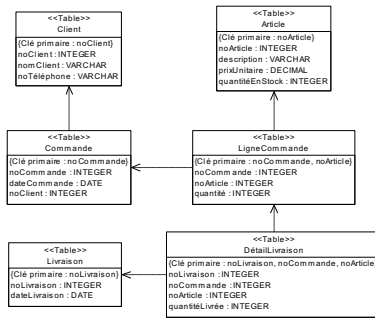 <<Table>>
Client
{Clé primaire : noClient}
noClient : INTEGER
nomClient : VARCHAR
noTéléphone : VARCHAR
<<Table>>
Article
{Clé primaire : noArticle}
noArticle : INTEGER
description : VARCHAR
prixUnitaire : DECIMAL
quantitéEnStock : INTEGER
<<Table>>
Commande
{Clé primaire : noCommande}
noCommande : INTEGER
dateCommande : DATE
noClient : INTEGER
<<Table>>
LigneCommande
{Clé primaire : noCommande, noArticle}
noCommande : INTEGER
noArticle : INTEGER
quantité : INTEGER
<<Table>>
Livraison
{Clé primaire : noLivraison}
noLivraison : INTEGER
dateLivraison : DATE
<<Table>>
DétailLivraison
{Clé primaire : noLivraison, noCommande, noArticle}
noLivraison : INTEGER
noCommande : INTEGER
noArticle : INTEGER
quantitéLivrée : INTEGER